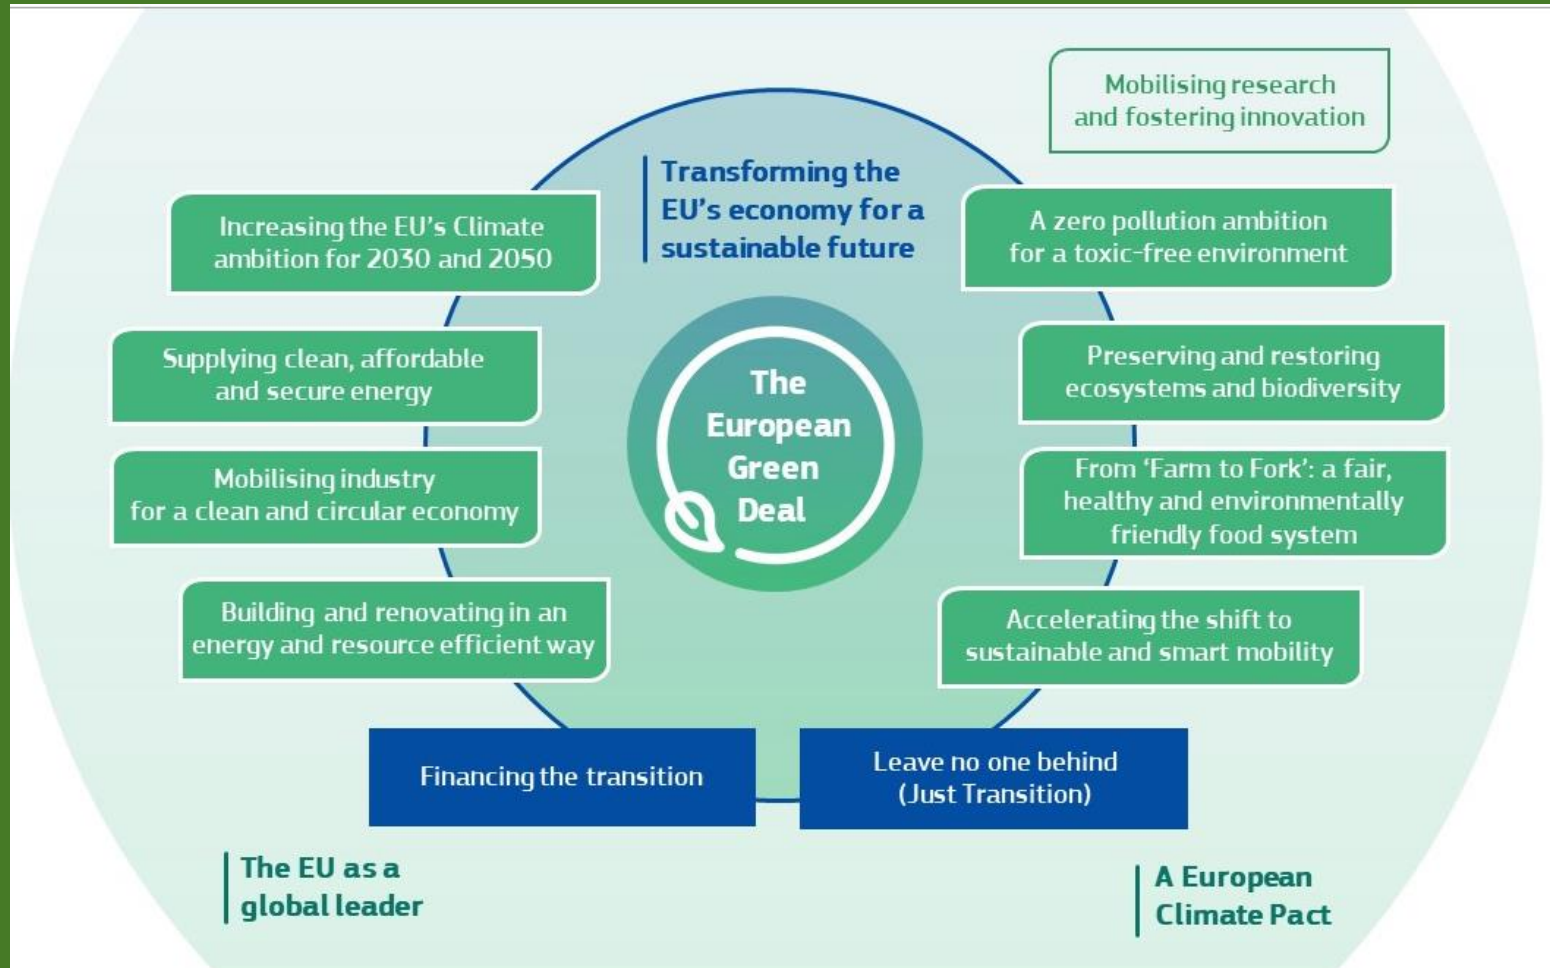 Mobilising research
and fostering innovation
Transforming the
EU's economy for a
sustainable future
Increasing the EU's Climate
ambition for 2030 and 2050
A zero pollution ambition
for a toxic-free environment
Supplying clean, affordable
and secure energy
Preserving and restoring
ecosystems and biodiversity
The
European
Green
Deal
Mobilising industry
for a clean and circular economy
From ‘Farm to Fork’: a fair,
healthy and environmentally
friendly food system
Building and renovating in an
energy and resource efficient way
Accelerating the shift to
sustainable and smart mobility
Financing the transition
Leave no one behind
(Just Transition)
The EU as a
global leader
A European
Climate Pact